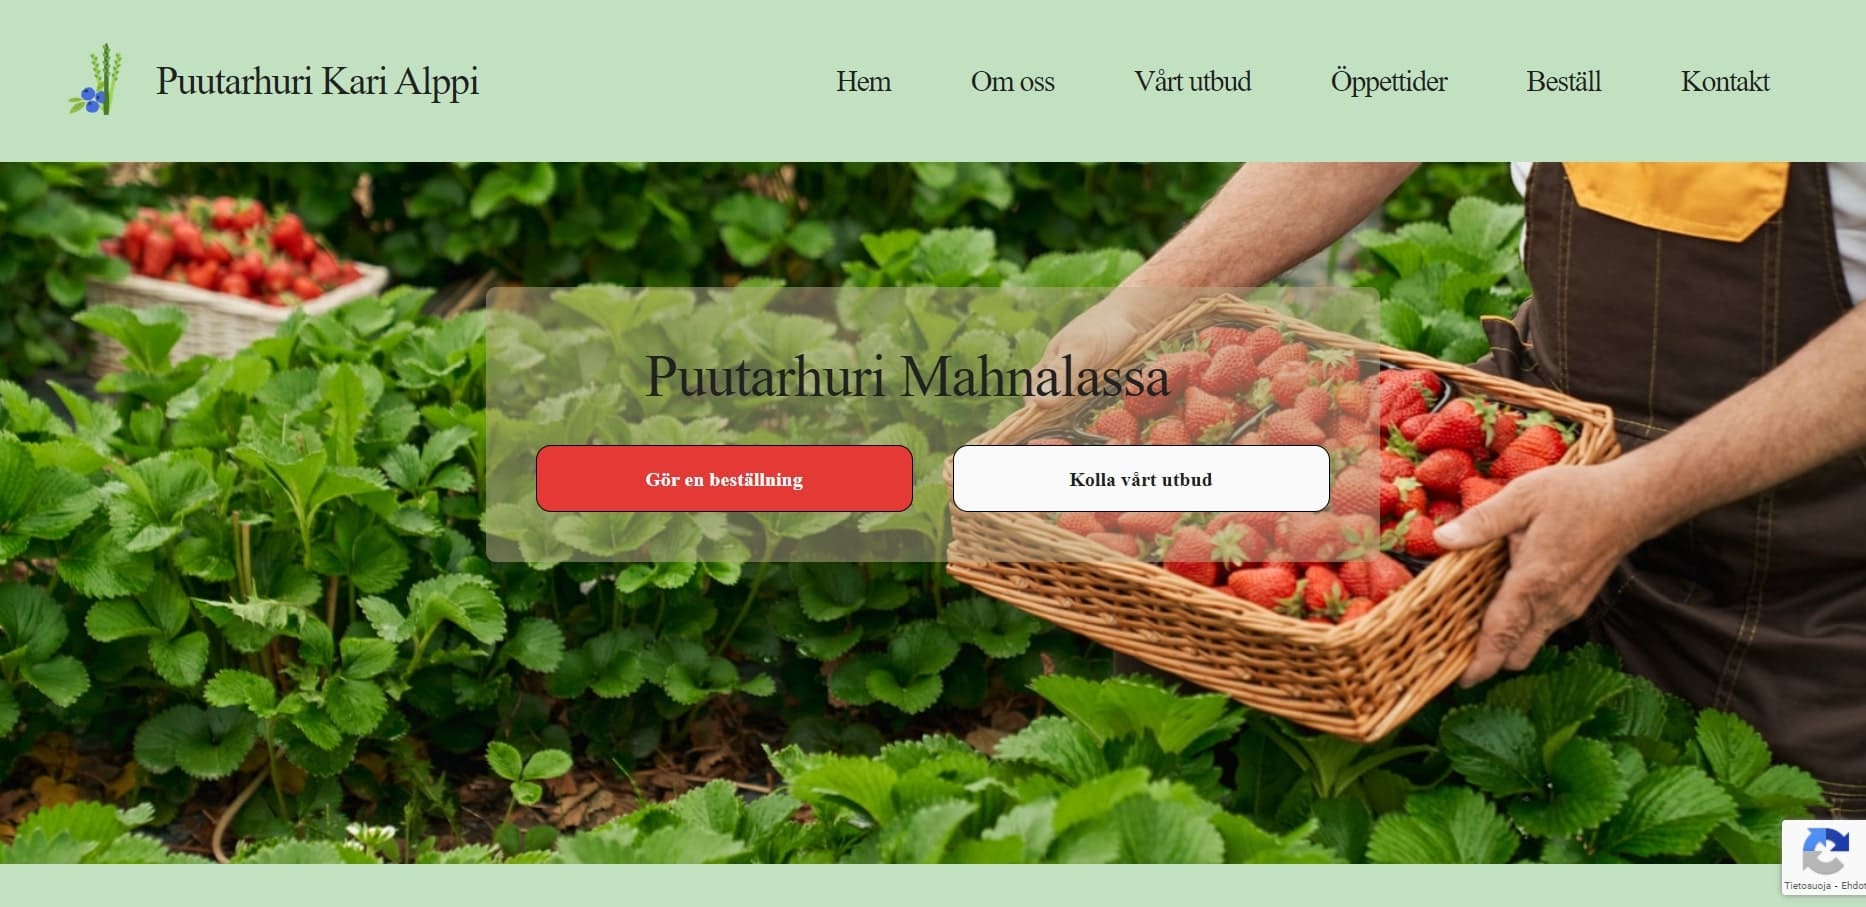 Puutarhuri Kari Alppi
Hem
Om oss
Vårt utbud
Öppettider
Beställ
Kontakt
Puutarhuri Mahnalassa
Gör en beställning
Kolla vårt utbud
Tietosuoja - Ehdot